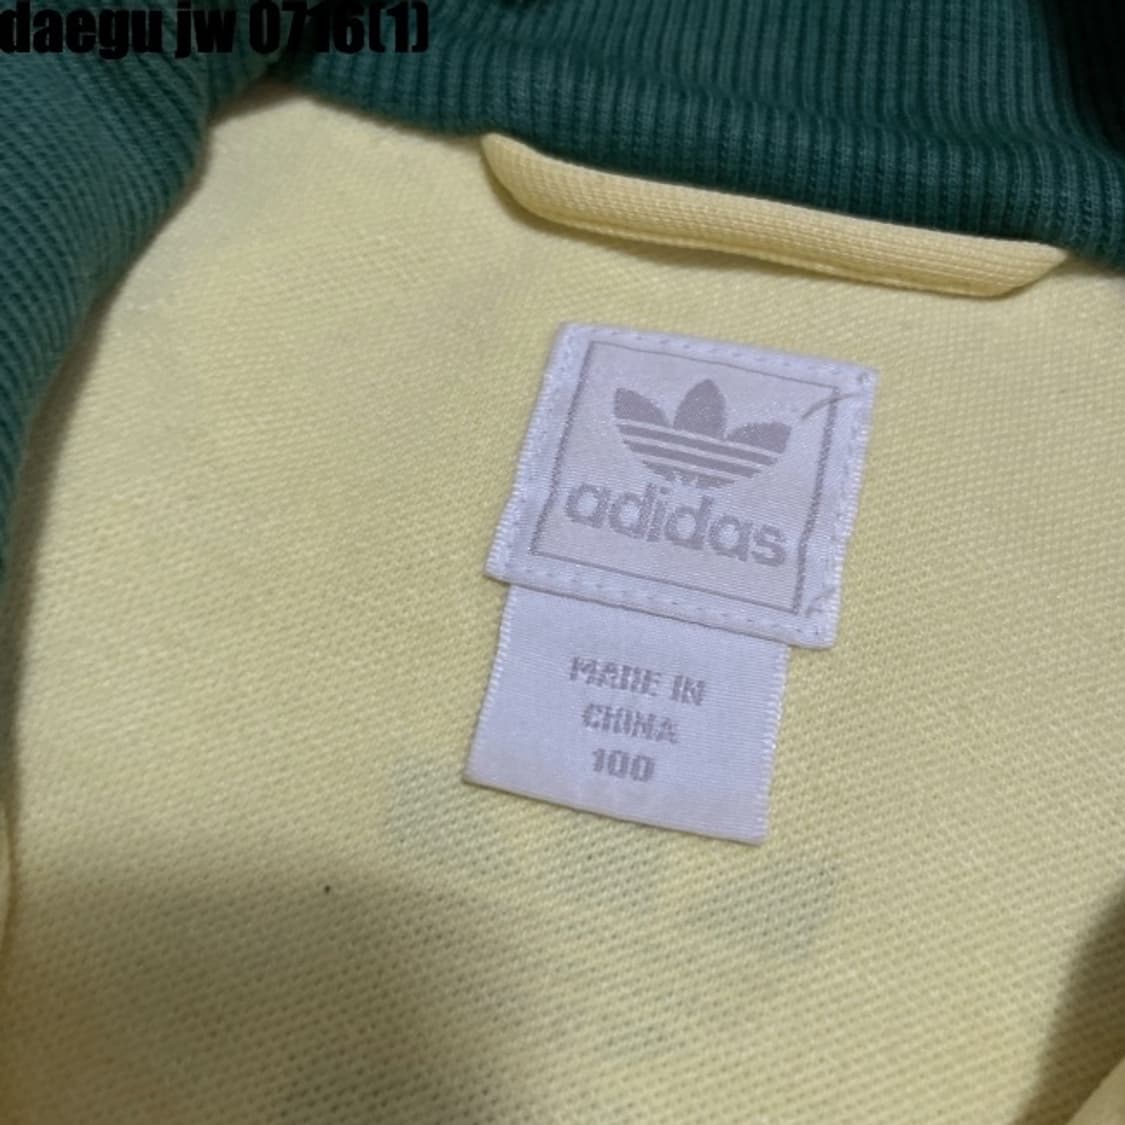 daegu jw 0716(1)
adidas
MADE IN
CHINA
100